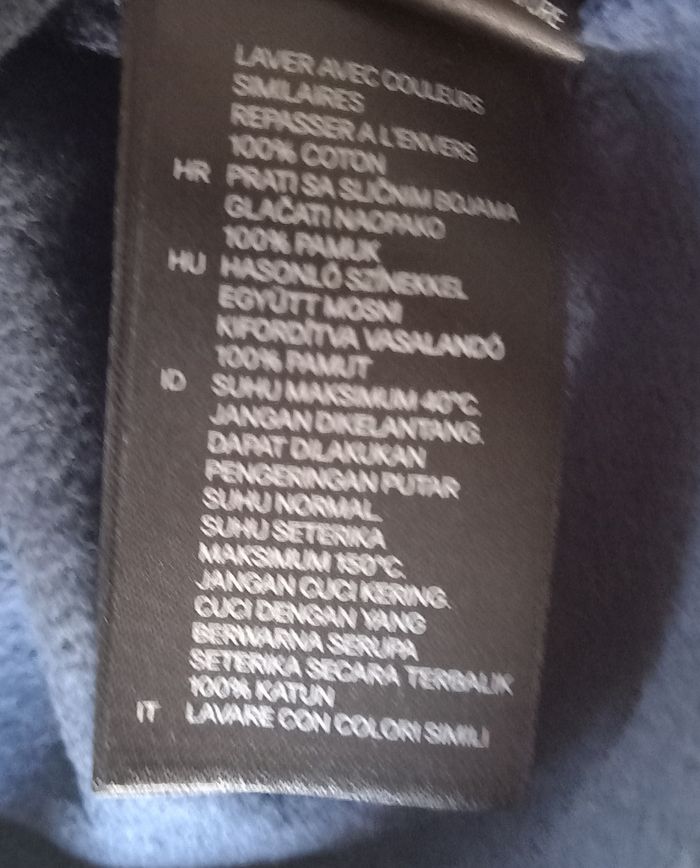 LAVER AVEC COULEURS
SIMILAIRES
REPASSER A L'ENVERS
100% COTON
HR PRATI SA SLIČNIM BOJAMA
GLAČATI NAOPAKO
100% PAMUK
HU HASONLÓ SZÍNEKKEL
EGYÜTT MOSNI
KIFORDÍTVA VASALANDÓ
100% PAMUT
ID SUHU MAKSIMUM 40°C.
JANGAN DIKELANTANG.
DAPAT DILAKUKAN
PENGERINGAN PUTAR
SUHU NORMAL.
SUHU SETERIKA
MAKSIMUM 150°C.
JANGAN CUCI KERING.
CUCI DENGAN YANG
BERWARNA SERUPA
SETERIKA SECARA TERBALIK
100% KATUN
IT LAVARE CON COLORI SIMILI